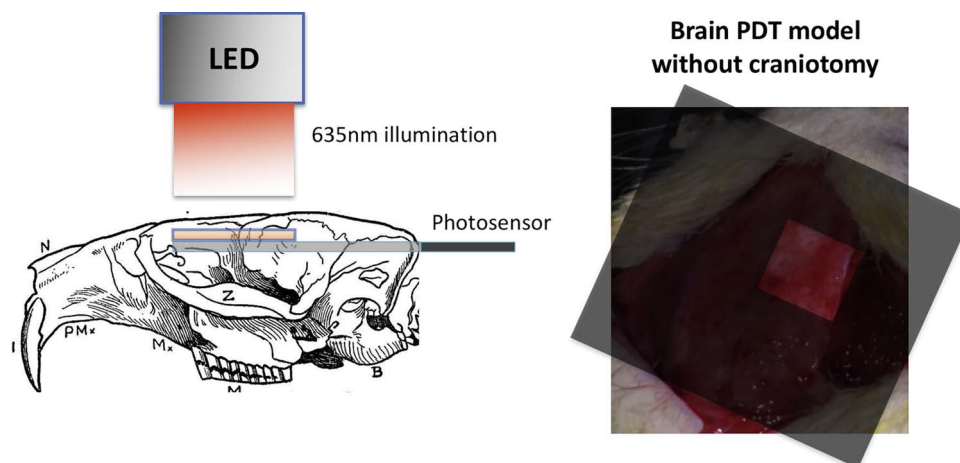 LED
635nm illumination
Photosensor
N
Z
I
PMx
Mx
M
B
Brain PDT model
without craniotomy